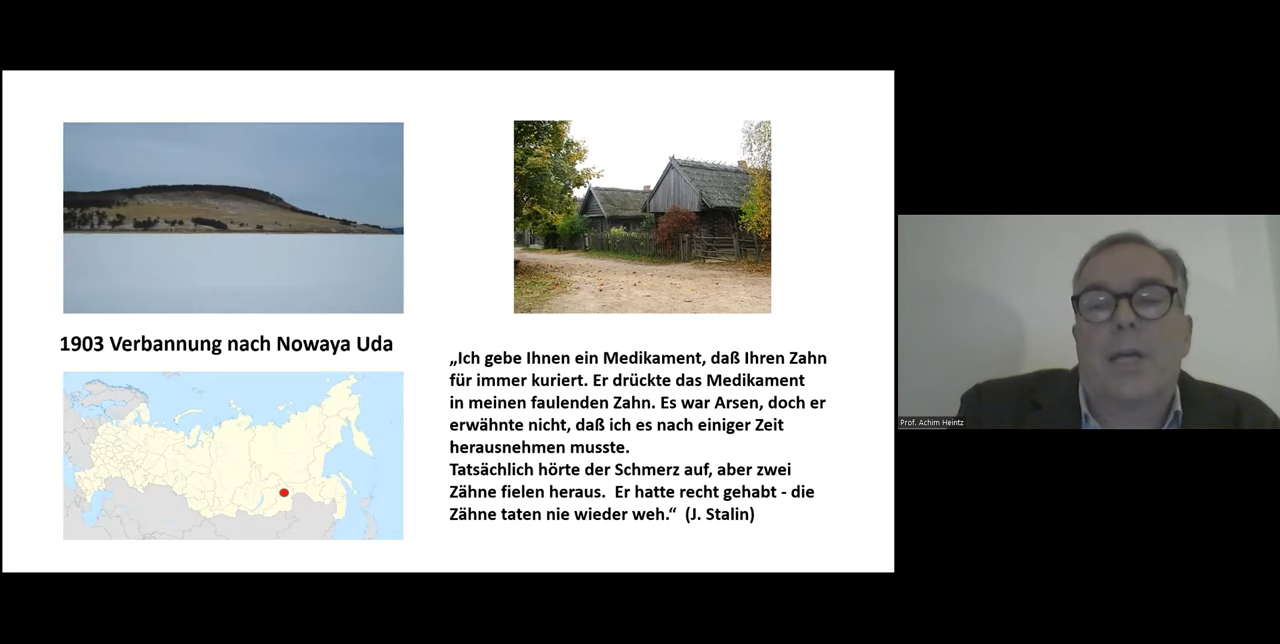 1903 Verbannung nach Nowaya Uda
„Ich gebe Ihnen ein Medikament, daß Ihren Zahn
für immer kuriert. Er drückte das Medikament
in meinen faulenden Zahn. Es war Arsen, doch er
erwähnte nicht, daß ich es nach einiger Zeit
herausnehmen musste.
Tatsächlich hörte der Schmerz auf, aber zwei
Zähne fielen heraus.  Er hatte recht gehabt - die
Zähne taten nie wieder weh.“  (J. Stalin)
Prof. Achim Heintz